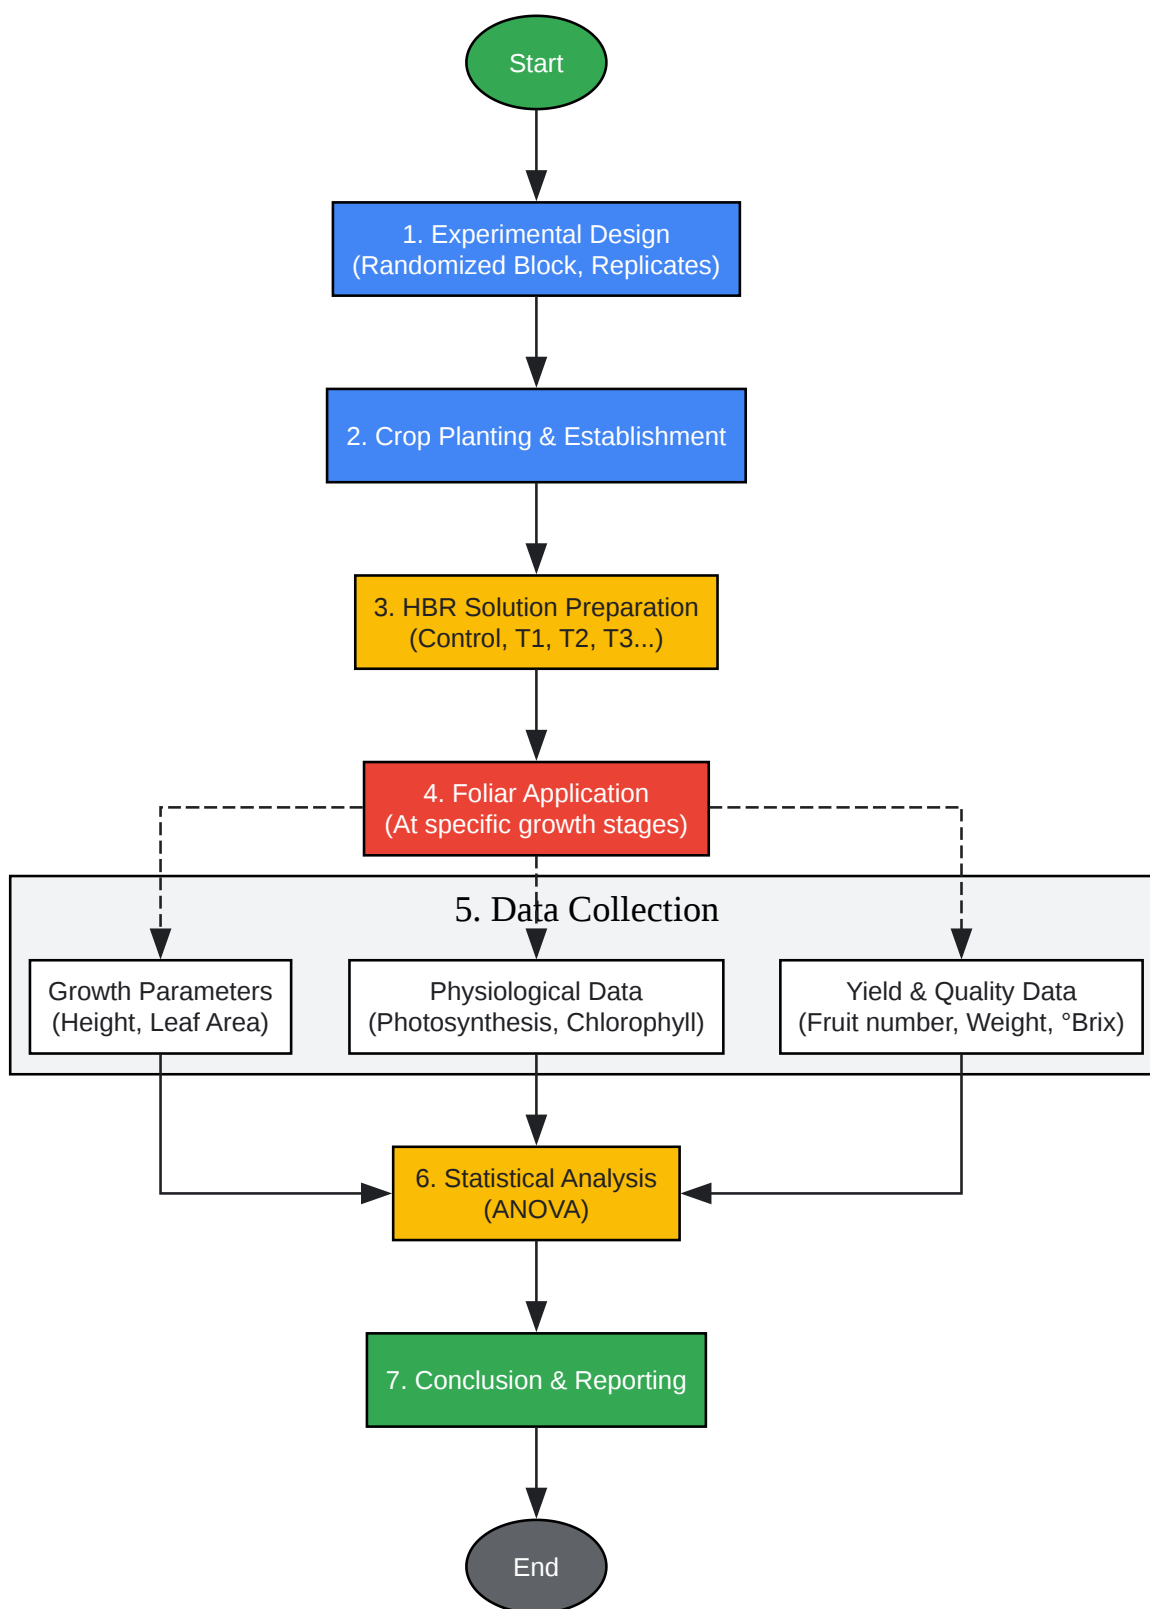 Start
1. Experimental Design
(Randomized Block, Replicates)
2. Crop Planting & Establishment
3. HBR Solution Preparation
(Control, T1, T2, T3...)
4. Foliar Application
(At specific growth stages)
5. Data Collection
Growth Parameters
(Height, Leaf Area)
Physiological Data
(Photosynthesis, Chlorophyll)
Yield & Quality Data
(Fruit number, Weight, °Brix)
6. Statistical Analysis
(ANOVA)
7. Conclusion & Reporting
End